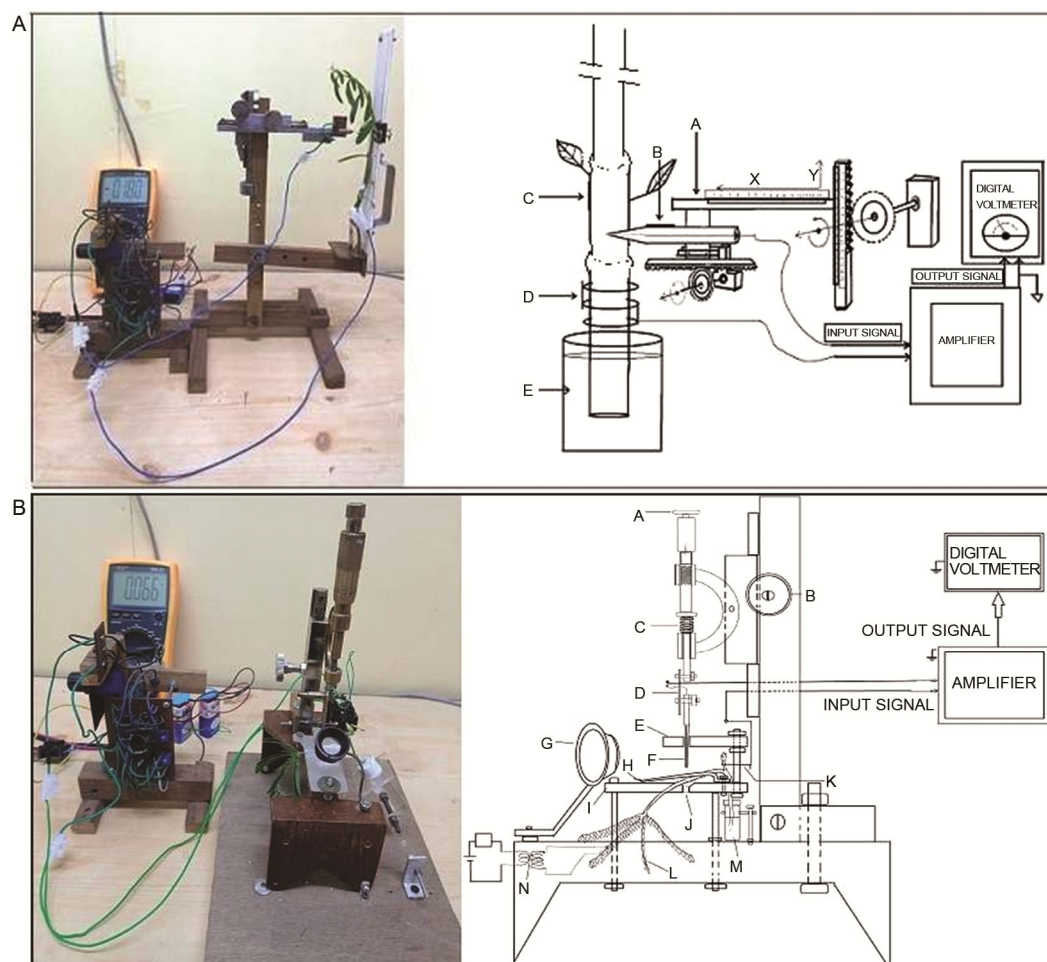 A
-0.180
A
B
X
Y
C
D
E
DIGITAL
VOLTMETER
OUTPUT SIGNAL
INPUT SIGNAL
AMPLIFIER
B
0.066
A
B
C
D
E
F
G
H
I
J
K
L
M
N
DIGITAL
VOLTMETER
OUTPUT SIGNAL
INPUT SIGNAL
AMPLIFIER